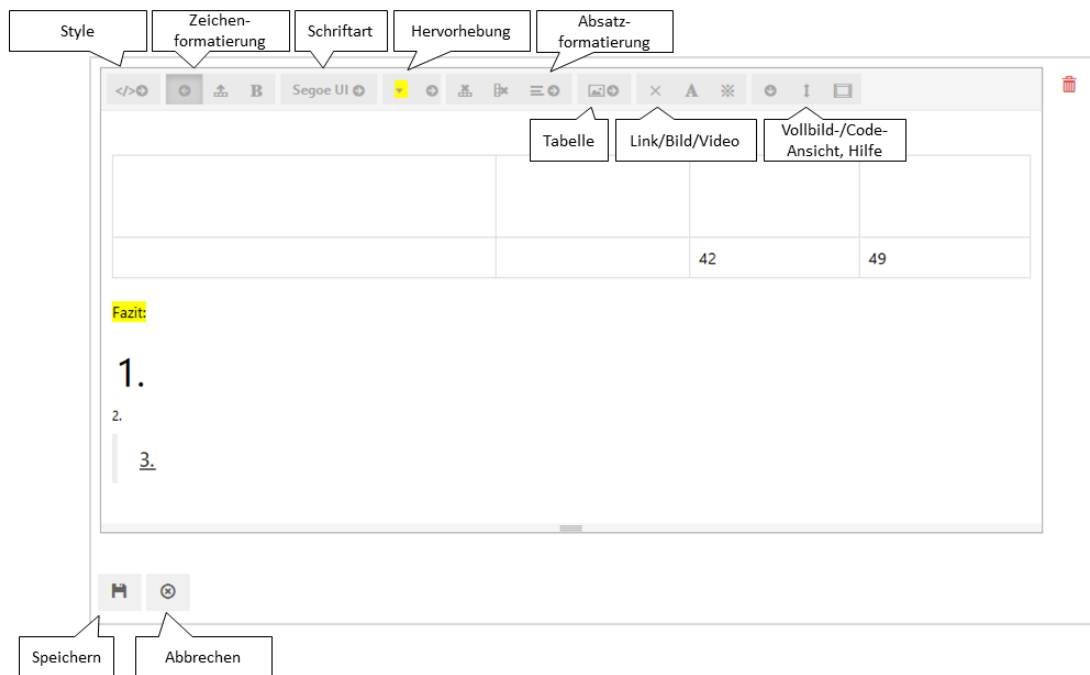 Style
Zeichen-
formatierung
Schriftart
Hervorhebung
Absatz-
formatierung
</>
B
Segoe UI
A
Tabelle
Link/Bild/Video
Vollbild-/Code-
Ansicht, Hilfe
42 49
Fazit:
1.
2.
3.
Speichern
Abbrechen